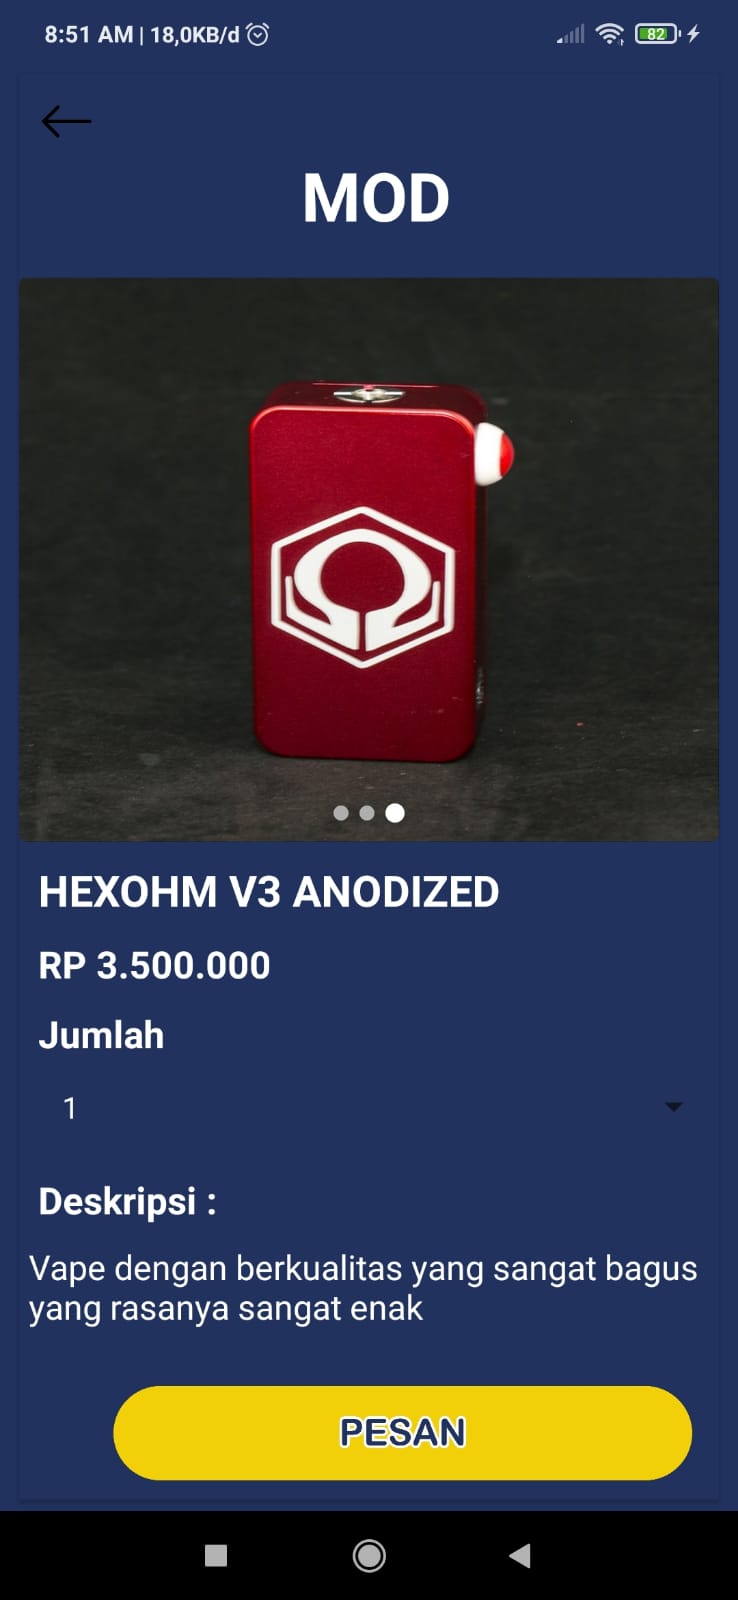 8:51 AM | 18,0KB/d
82
MOD
HEXOHM V3 ANODIZED
RP 3.500.000
Jumlah
1
Deskripsi :
Vape dengan berkualitas yang sangat bagus
yang rasanya sangat enak
PESAN